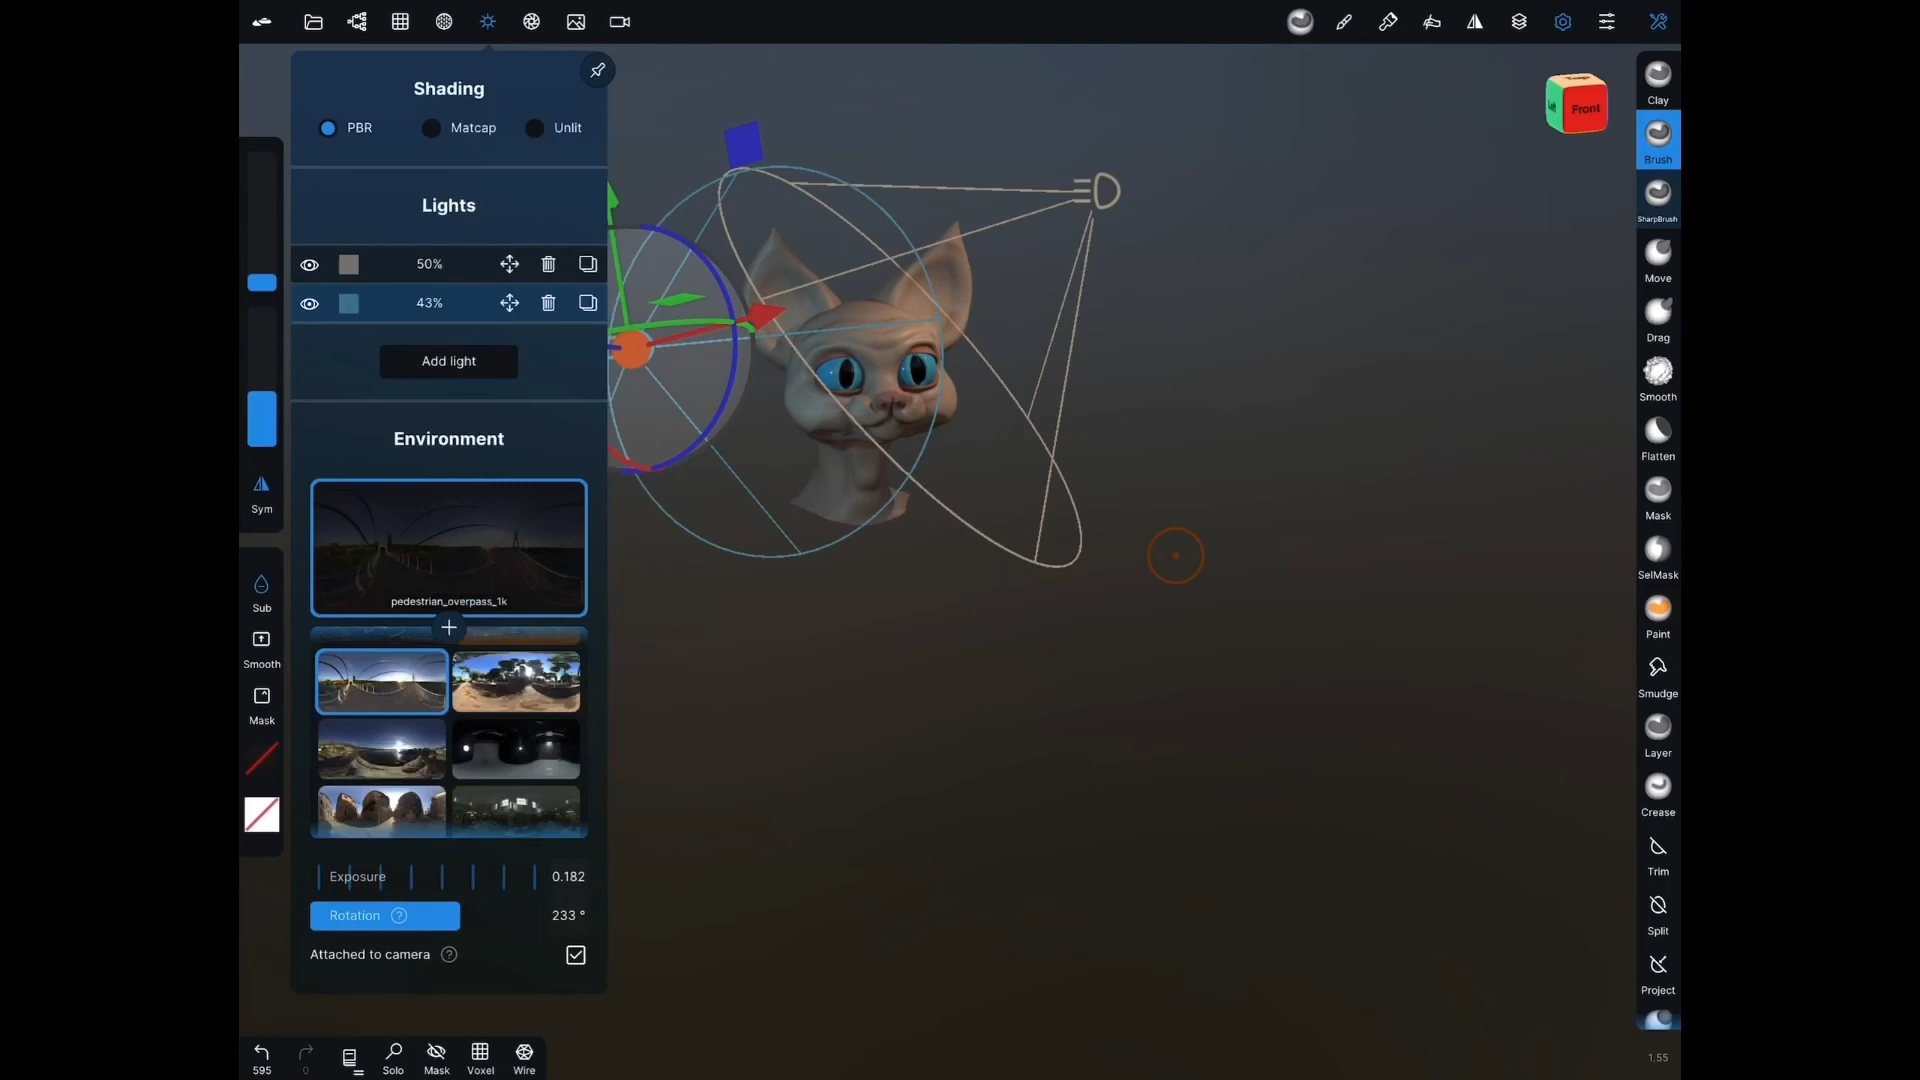 Shading
PBR
Matcap
Unlit
Lights
50%
43%
Add light
Environment
pedestrian_overpass_1k
Exposure
0.182
Rotation ?
233 °
Attached to camera ?
Sym
Sub
Smooth
Mask
595
0
Solo
Mask
Voxel
Wire
Front
Clay
Brush
SharpBrush
Move
Drag
Smooth
Flatten
Mask
SelMask
Paint
Smudge
Layer
Crease
Trim
Split
Project
1.55